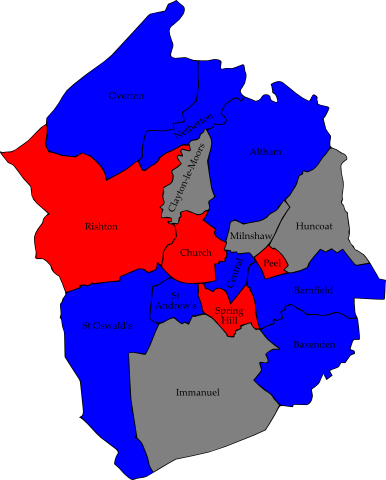 Overton
Netherton
Altham
Clayton-le-Moors
Rishton
Milnshaw
Huncoat
Church
Peel
Central
Barnfield
St
Andrew's
Spring
Hill
St Oswald's
Baxenden
Immanuel